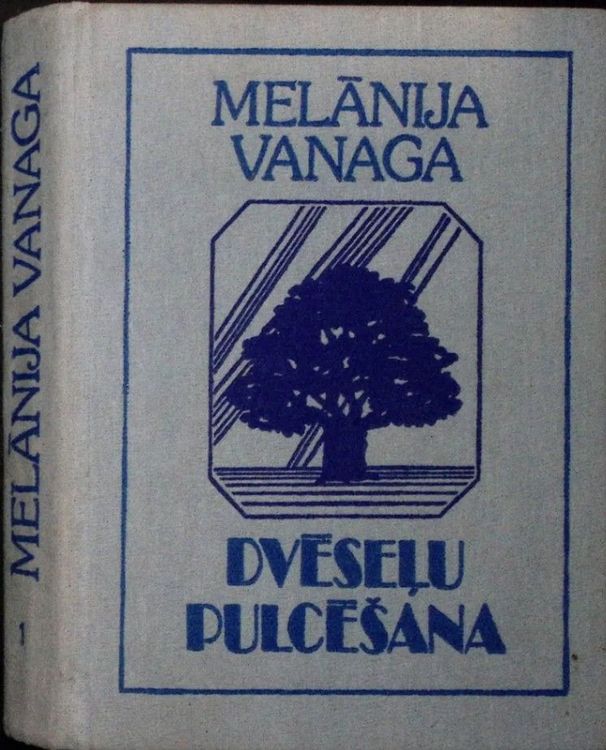 MELĀNIJA VANAGA
1
MELĀNIJA
VANAGA
DVĒSEĻU
PULCĒŠANA